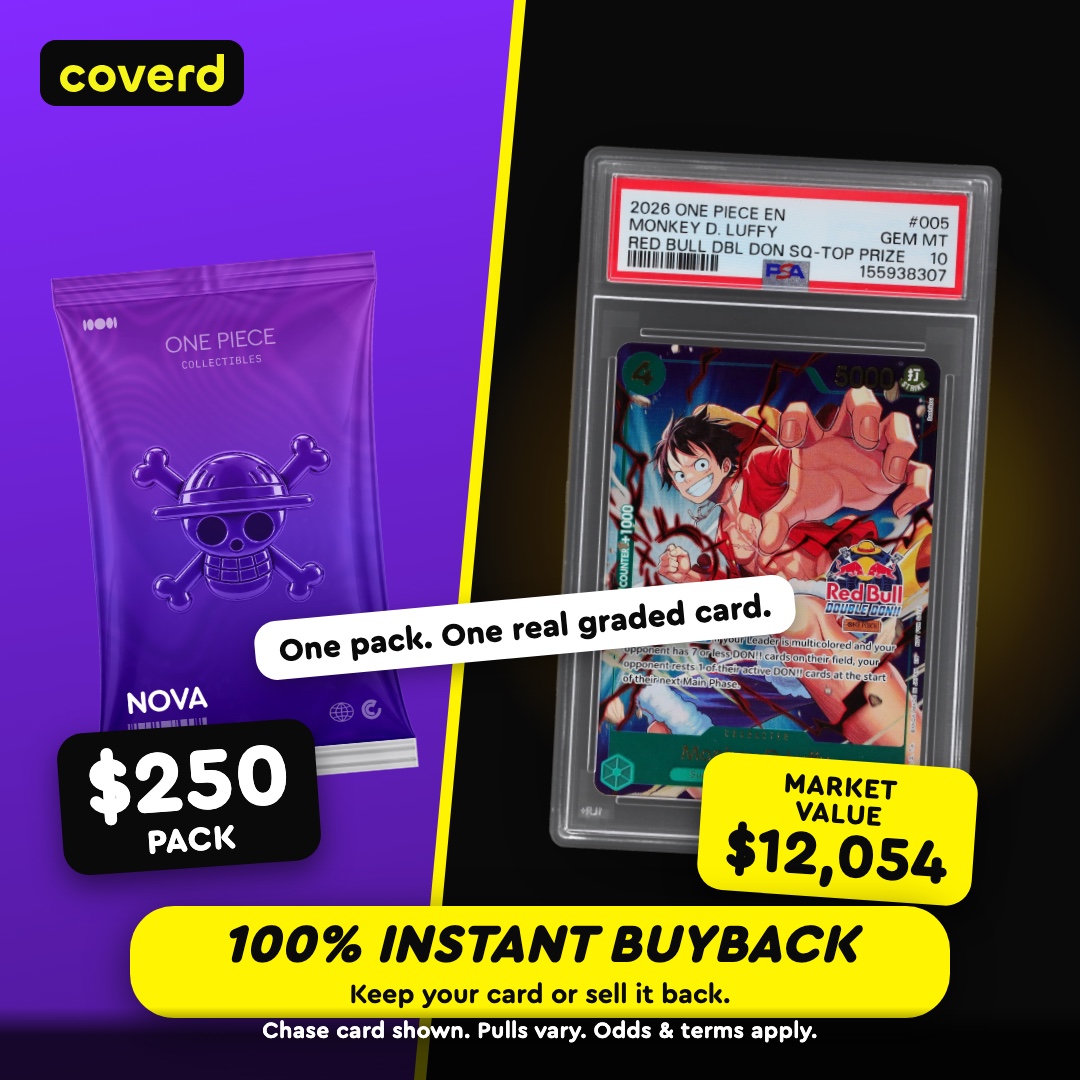 coverd
2026 ONE PIECE EN
#005
MONKEY D. LUFFY
GEM MT
RED BULL DBL DON SQ-TOP PRIZE
10
PSA
155938307
ONE PIECE
COLLECTIBLES
4
5000
打
STRIKE
COUNTER +1000
Red Bull
DOUBLE DON!!
One pack. One real graded card.
your Leader is multicolored and your
opponent has 7 or less DON!! cards on their field, your
opponent rests 1 of their active DON!! cards at the start
of their next Main Phase.
NOVA
$250
PACK
MARKET
VALUE
$12,054
100% INSTANT BUYBACK
Keep your card or sell it back.
Chase card shown. Pulls vary. Odds & terms apply.